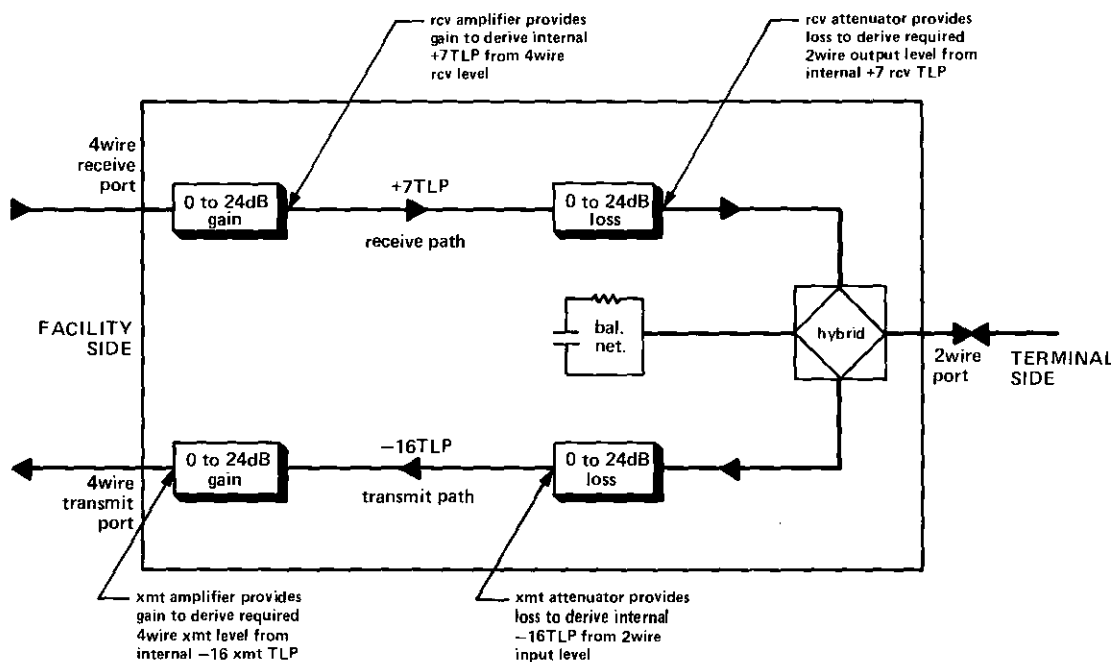 rcv amplifier provides
gain to derive internal
+7TLP from 4wire
rcv level
rcv attenuator provides
loss to derive required
2wire output level from
internal +7 rcv TLP
4wire
receive
port
0 to 24dB
gain
+7TLP
receive path
0 to 24dB
loss
FACILITY
SIDE
bal.
net.
hybrid
2wire
port
TERMINAL
SIDE
4wire
transmit
port
0 to 24dB
gain
−16TLP
transmit path
0 to 24dB
loss
xmt amplifier provides
gain to derive required
4wire xmt level from
internal −16 xmt TLP
xmt attenuator provides
loss to derive internal
−16TLP from 2wire
input level